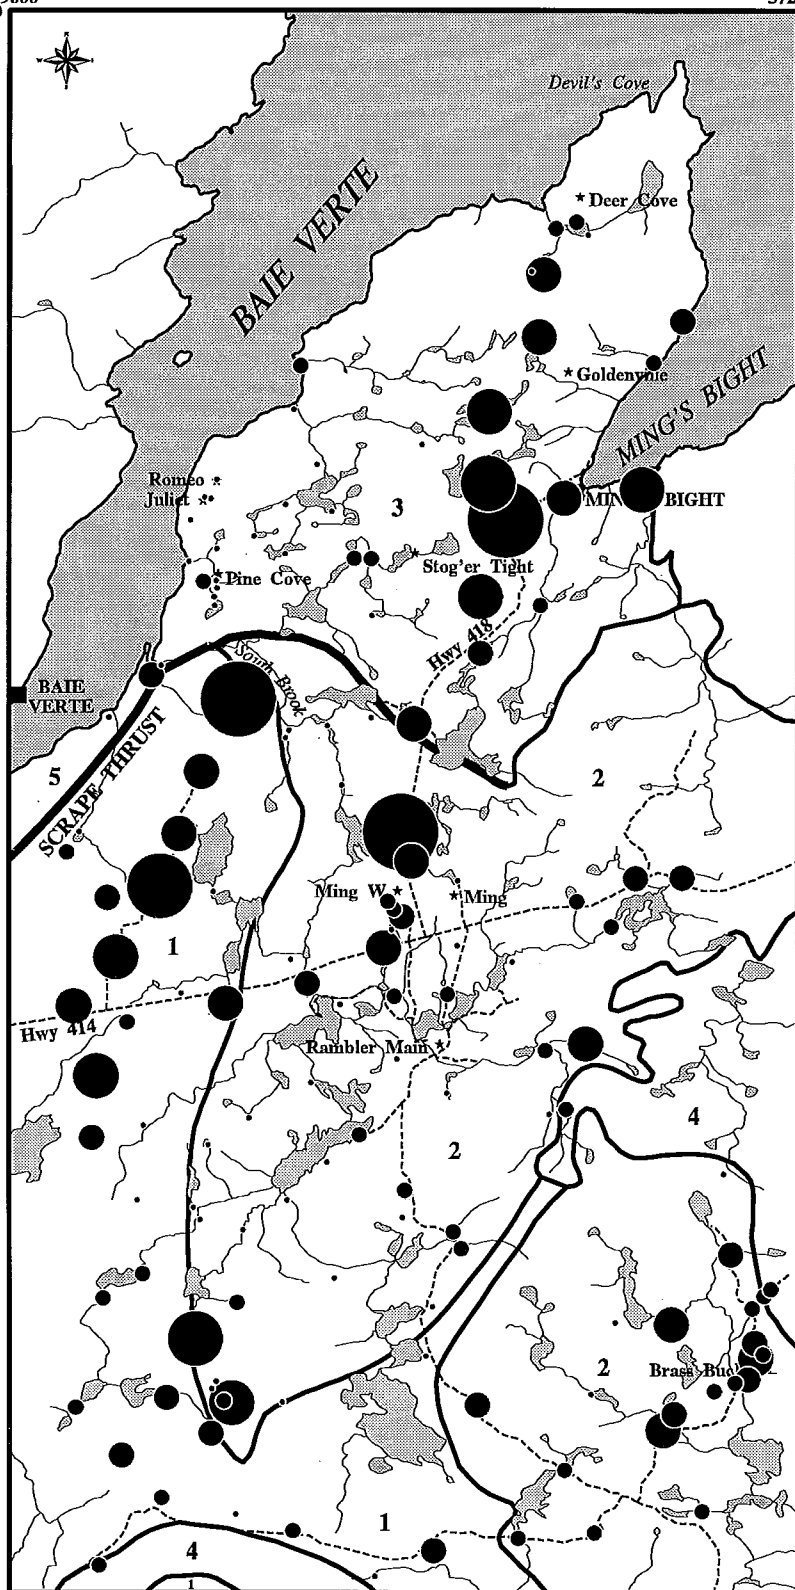 N
W
S
Devil's Cove
Deer Cove
BAIE VERTE
Goldenville
MING'S BIGHT
Romeo
Juliet
3
BIGHT
Stog'er Tight
Pine Cove
Hwy 418
South Brook
BAIE
VERTE
5
SCRAPE THRUST
2
Ming W
Ming
1
Hwy 414
Rambler Main
4
2
2
1
4
1